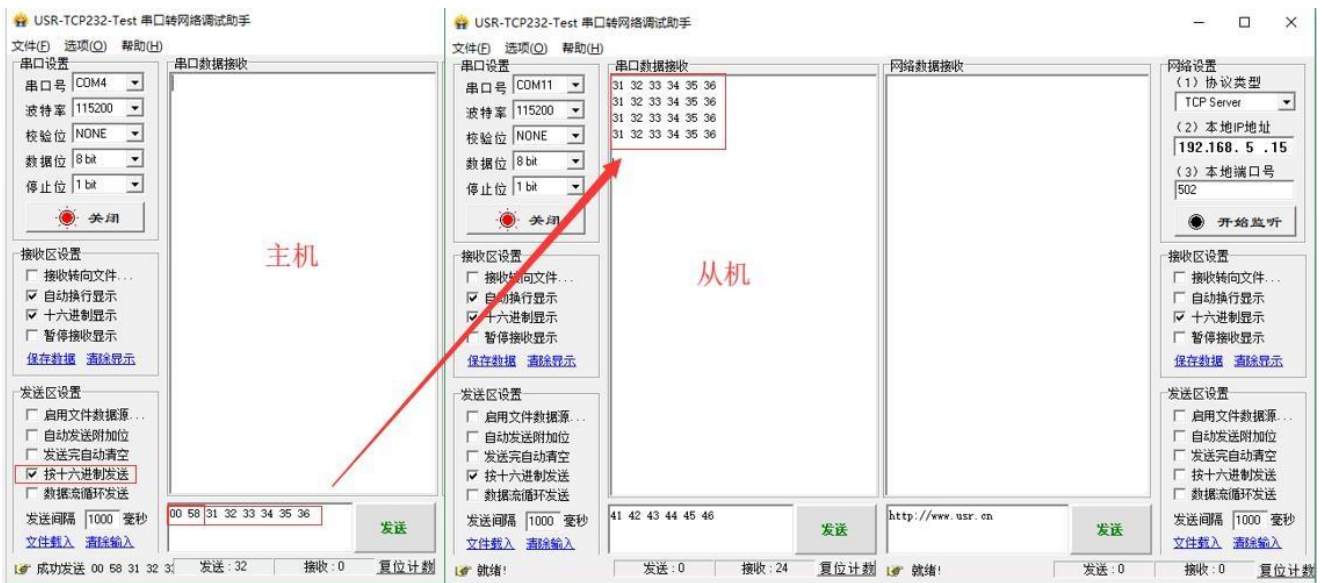 USR-TCP232-Test 串口转网络调试助手
文件(F) 选项(O) 帮助(H)
串口设置
串口号 COM4
波特率 115200
校验位 NONE
数据位 8 bit
停止位 1 bit
关闭
接收区设置
接收转向文件...
自动换行显示
十六进制显示
暂停接收显示
保存数据 清除显示
发送区设置
启用文件数据源...
自动发送附加位
发送完自动清空
按十六进制发送
数据流循环发送
发送间隔 1000 毫秒
文件载入 清除输入
串口数据接收
主机
00 58 31 32 33 34 35 36
发送
成功发送 00 58 31 32 3
发送:32
接收:0
复位计数
USR-TCP232-Test 串口转网络调试助手
文件(F) 选项(O) 帮助(H)
串口设置
串口号 COM11
波特率 115200
校验位 NONE
数据位 8 bit
停止位 1 bit
关闭
接收区设置
接收转向文件...
自动换行显示
十六进制显示
暂停接收显示
保存数据 清除显示
发送区设置
启用文件数据源...
自动发送附加位
发送完自动清空
按十六进制发送
数据流循环发送
发送间隔 1000 毫秒
文件载入 清除输入
串口数据接收
31 32 33 34 35 36
31 32 33 34 35 36
31 32 33 34 35 36
31 32 33 34 35 36
从机
41 42 43 44 45 46
发送
就绪!
发送:0
接收:24
复位计数
网络数据接收
http://www.usr.cn
发送
就绪!
发送:0
接收:0
复位计数
网络设置
(1) 协议类型
TCP Server
(2) 本地IP地址
192.168. 5 .15
(3) 本地端口号
502
开始监听
接收区设置
接收转向文件...
自动换行显示
十六进制显示
暂停接收显示
保存数据 清除显示
发送区设置
启用文件数据源...
自动发送附加位
发送完自动清空
按十六进制发送
数据流循环发送
发送间隔 1000 毫秒
文件载入 清除输入